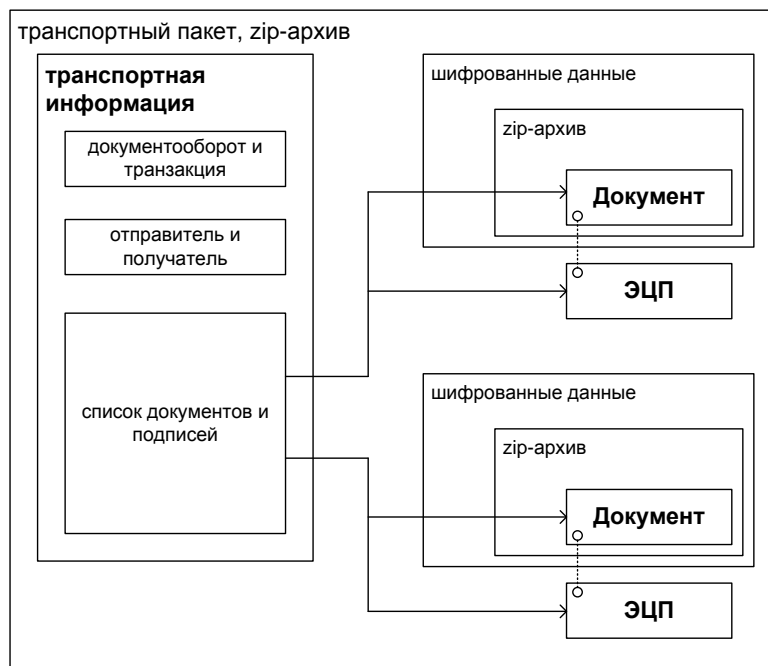 транспортный пакет, zip-архив
транспортная
информация
документооборот и
транзакция
отправитель и
получатель
список документов и
подписей
шифрованные данные
zip-архив
Документ
ЭЦП
шифрованные данные
zip-архив
Документ
ЭЦП